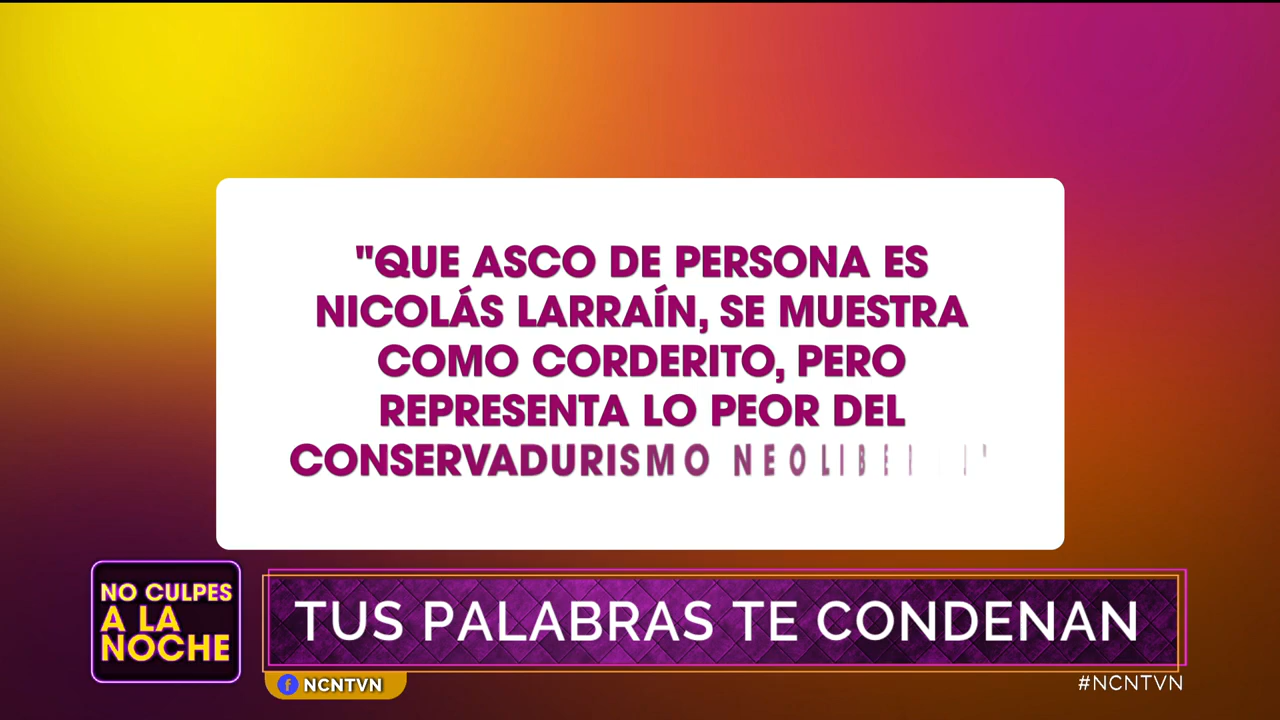 "QUE ASCO DE PERSONA ES
NICOLÁS LARRAÍN, SE MUESTRA
COMO CORDERITO, PERO
REPRESENTA LO PEOR DEL
CONSERVADURISMO
NO CULPES
A LA
NOCHE
TUS PALABRAS TE CONDENAN
f NCNTVN
#NCNTVN